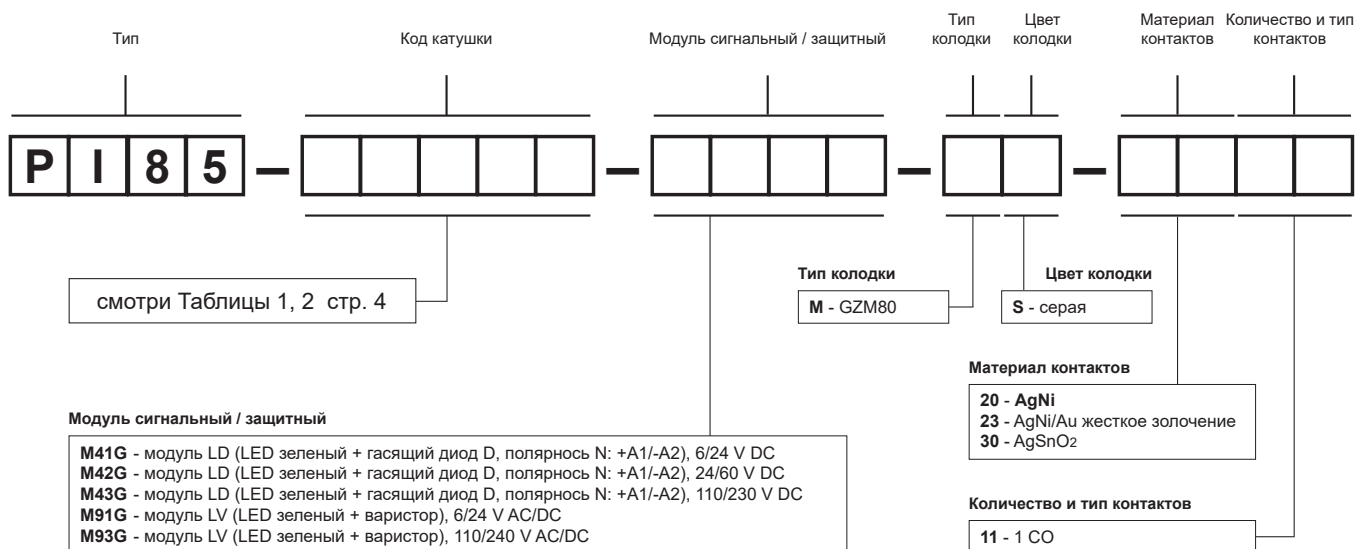 Тип
Код катушки
Модуль сигнальный / защитный
Тип
колодки
Цвет
колодки
Материал
контактов
Количество и тип
контактов
P I 8 5 – – – –
смотри Таблицы 1, 2 стр. 4
Тип колодки
M - GZM80
Цвет колодки
S - серая
Материал контактов
20 - AgNi
23 - AgNi/Au жесткое золочение
30 - AgSnO2
Модуль сигнальный / защитный
M41G - модуль LD (LED зеленый + гасящий диод D, полярнось N: +A1/-A2), 6/24 V DC
M42G - модуль LD (LED зеленый + гасящий диод D, полярнось N: +A1/-A2), 24/60 V DC
M43G - модуль LD (LED зеленый + гасящий диод D, полярнось N: +A1/-A2), 110/230 V DC
M91G - модуль LV (LED зеленый + варистор), 6/24 V AC/DC
M93G - модуль LV (LED зеленый + варистор), 110/240 V AC/DC
Количество и тип контактов
11 - 1 CO